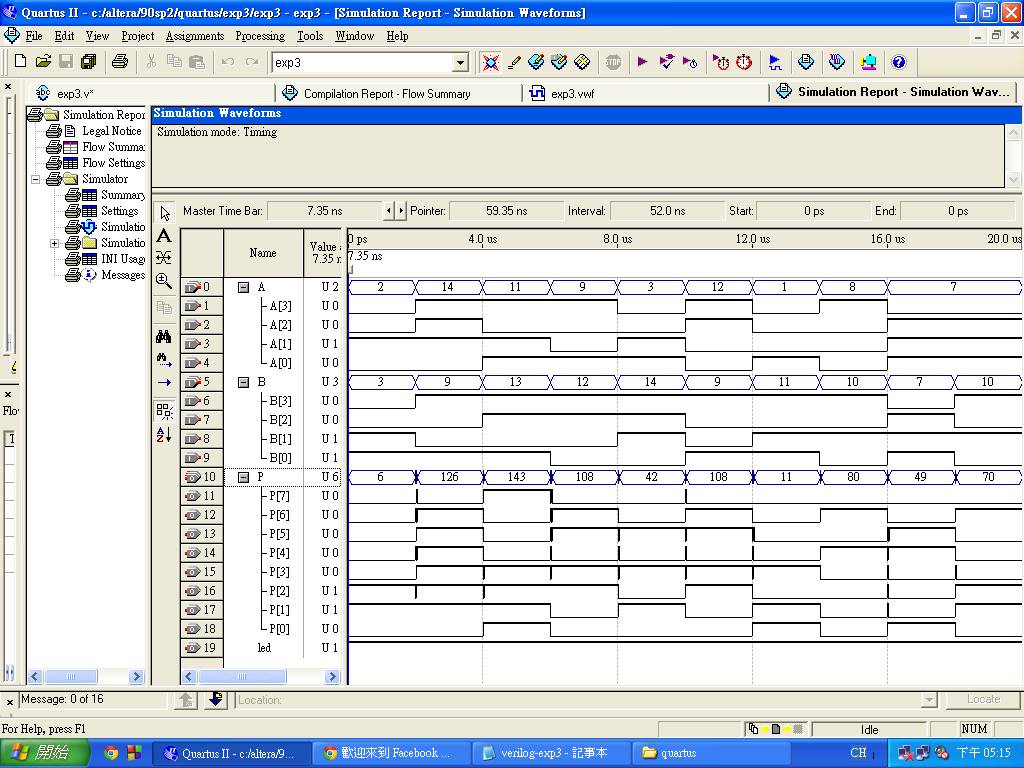 Quartus II - c:/altera/90sp2/quartus/exp3/exp3 - exp3 - [Simulation Report - Simulation Waveforms]
File Edit View Project Assignments Processing Tools Window Help
exp3
STOP
exp3.v*
Compilation Report - Flow Summary
exp3.vwf
Simulation Report - Simulation Wav...
Simulation Repor
Legal Notice
Flow Summa
Flow Settings
Simulator
Summary
Settings
Simulatio
Simulatio
INI Usag
Messages
Simulation Waveforms
Simulation mode: Timing
Master Time Bar: 7.35 ns Pointer: 59.35 ns Interval: 52.0 ns Start: 0 ps End: 0 ps
Name
Value
7.35 n
0 ps 4.0 us 8.0 us 12.0 us 16.0 us 20.0 us
7.35 ns
0 A U 2 2 14 11 9 3 12 1 8 7
1 A[3] U 0
2 A[2] U 0
3 A[1] U 1
4 A[0] U 0
5 B U 3 3 9 13 12 14 9 11 10 7 10
6 B[3] U 0
7 B[2] U 0
8 B[1] U 1
9 B[0] U 1
10 P U 6 6 126 143 108 42 108 11 80 49 70
11 P[7] U 0
12 P[6] U 0
13 P[5] U 0
14 P[4] U 0
15 P[3] U 0
16 P[2] U 1
17 P[1] U 1
18 P[0] U 0
19 led U 1
Flo
Message: 0 of 16
Location:
Locate
For Help, press F1
Idle
NUM
開始
Quartus II - c:/altera/9...
歡迎來到 Facebook ...
verilog-exp3 - 記事本
quartus
CH
下午 05:15